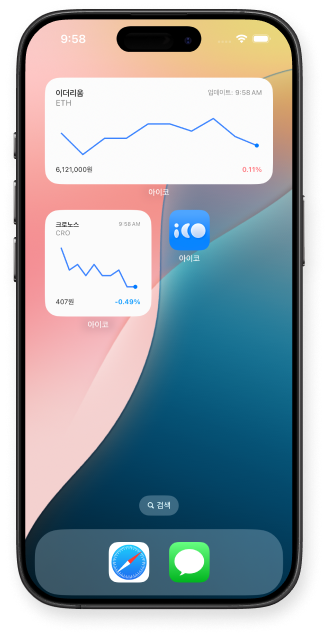 9:58
이더리움 업데이트: 9:58 AM
ETH
6,121,000원 0.11%
아이코
크로노스 9:58 AM
CRO
407원 -0.49%
아이코
ico
아이코
검색